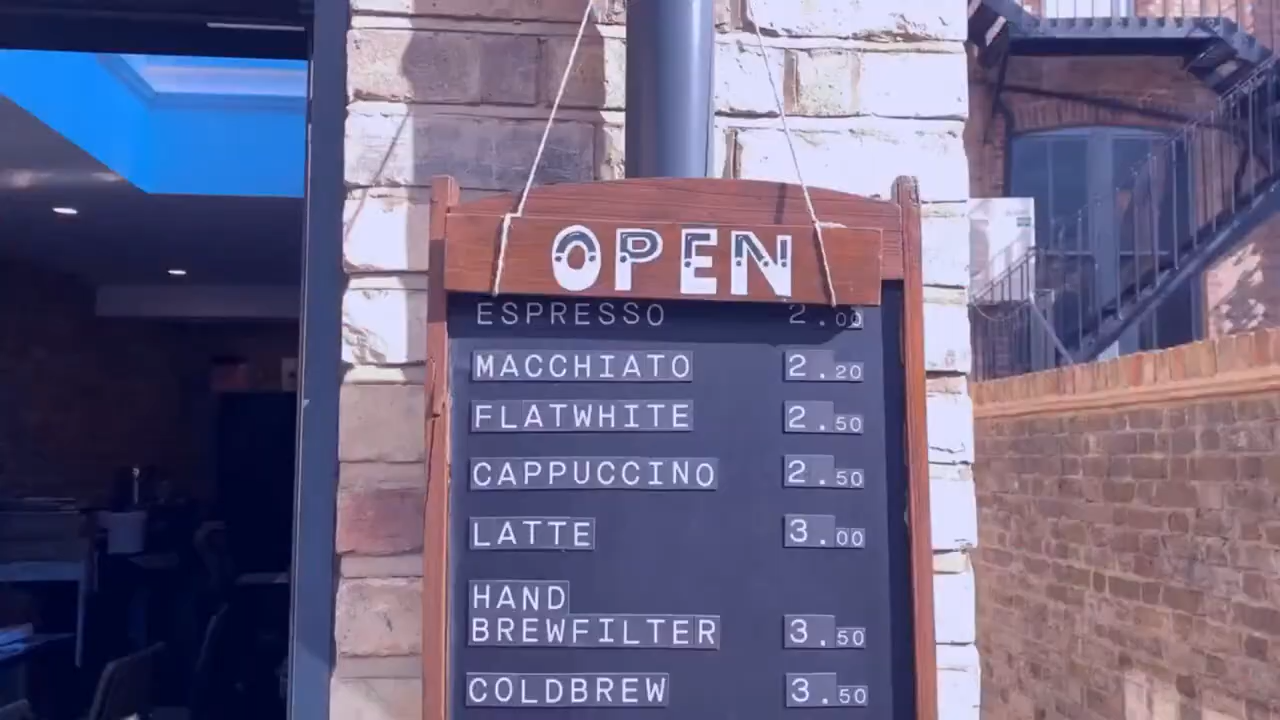 OPEN
ESPRESSO 2.00
MACCHIATO 2.20
FLATWHITE 2.50
CAPPUCCINO 2.50
LATTE 3.00
HAND
BREWFILTER 3.50
COLDBREW 3.50